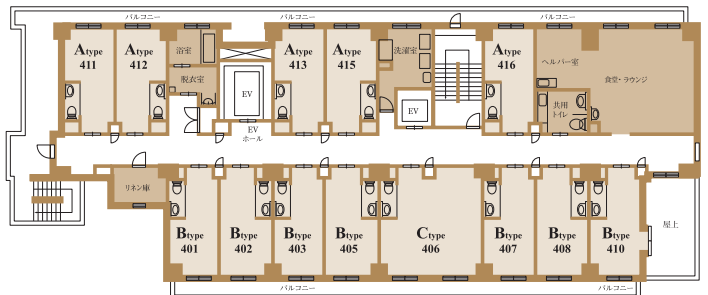 バルコニー
バルコニー
バルコニー
Atype
411
Atype
412
浴室
脱衣室
EV
EV
ホール
Atype
413
Atype
415
洗濯室
EV
Atype
416
ヘルパー室
食堂・ラウンジ
共用
トイレ
リネン庫
Btype
401
Btype
402
Btype
403
Btype
405
Ctype
406
Btype
407
Btype
408
Btype
410
屋上
バルコニー
バルコニー